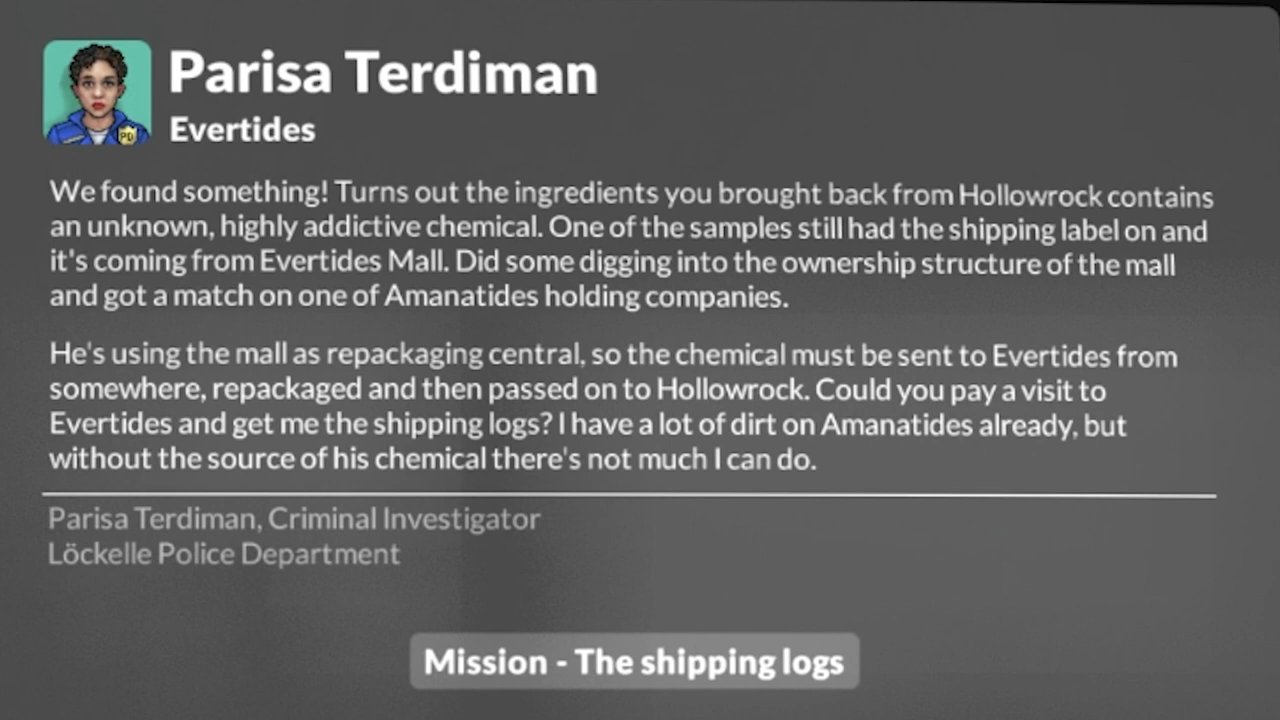 Parisa Terdiman
PD
Evertides
We found something! Turns out the ingredients you brought back from Hollowrock contains
an unknown, highly addictive chemical. One of the samples still had the shipping label on and
it's coming from Evertides Mall. Did some digging into the ownership structure of the mall
and got a match on one of Amanatides holding companies.
He's using the mall as repackaging central, so the chemical must be sent to Evertides from
somewhere, repackaged and then passed on to Hollowrock. Could you pay a visit to
Evertides and get me the shipping logs? I have a lot of dirt on Amanatides already, but
without the source of his chemical there's not much I can do.
Parisa Terdiman, Criminal Investigator
Löckelle Police Department
Mission - The shipping logs